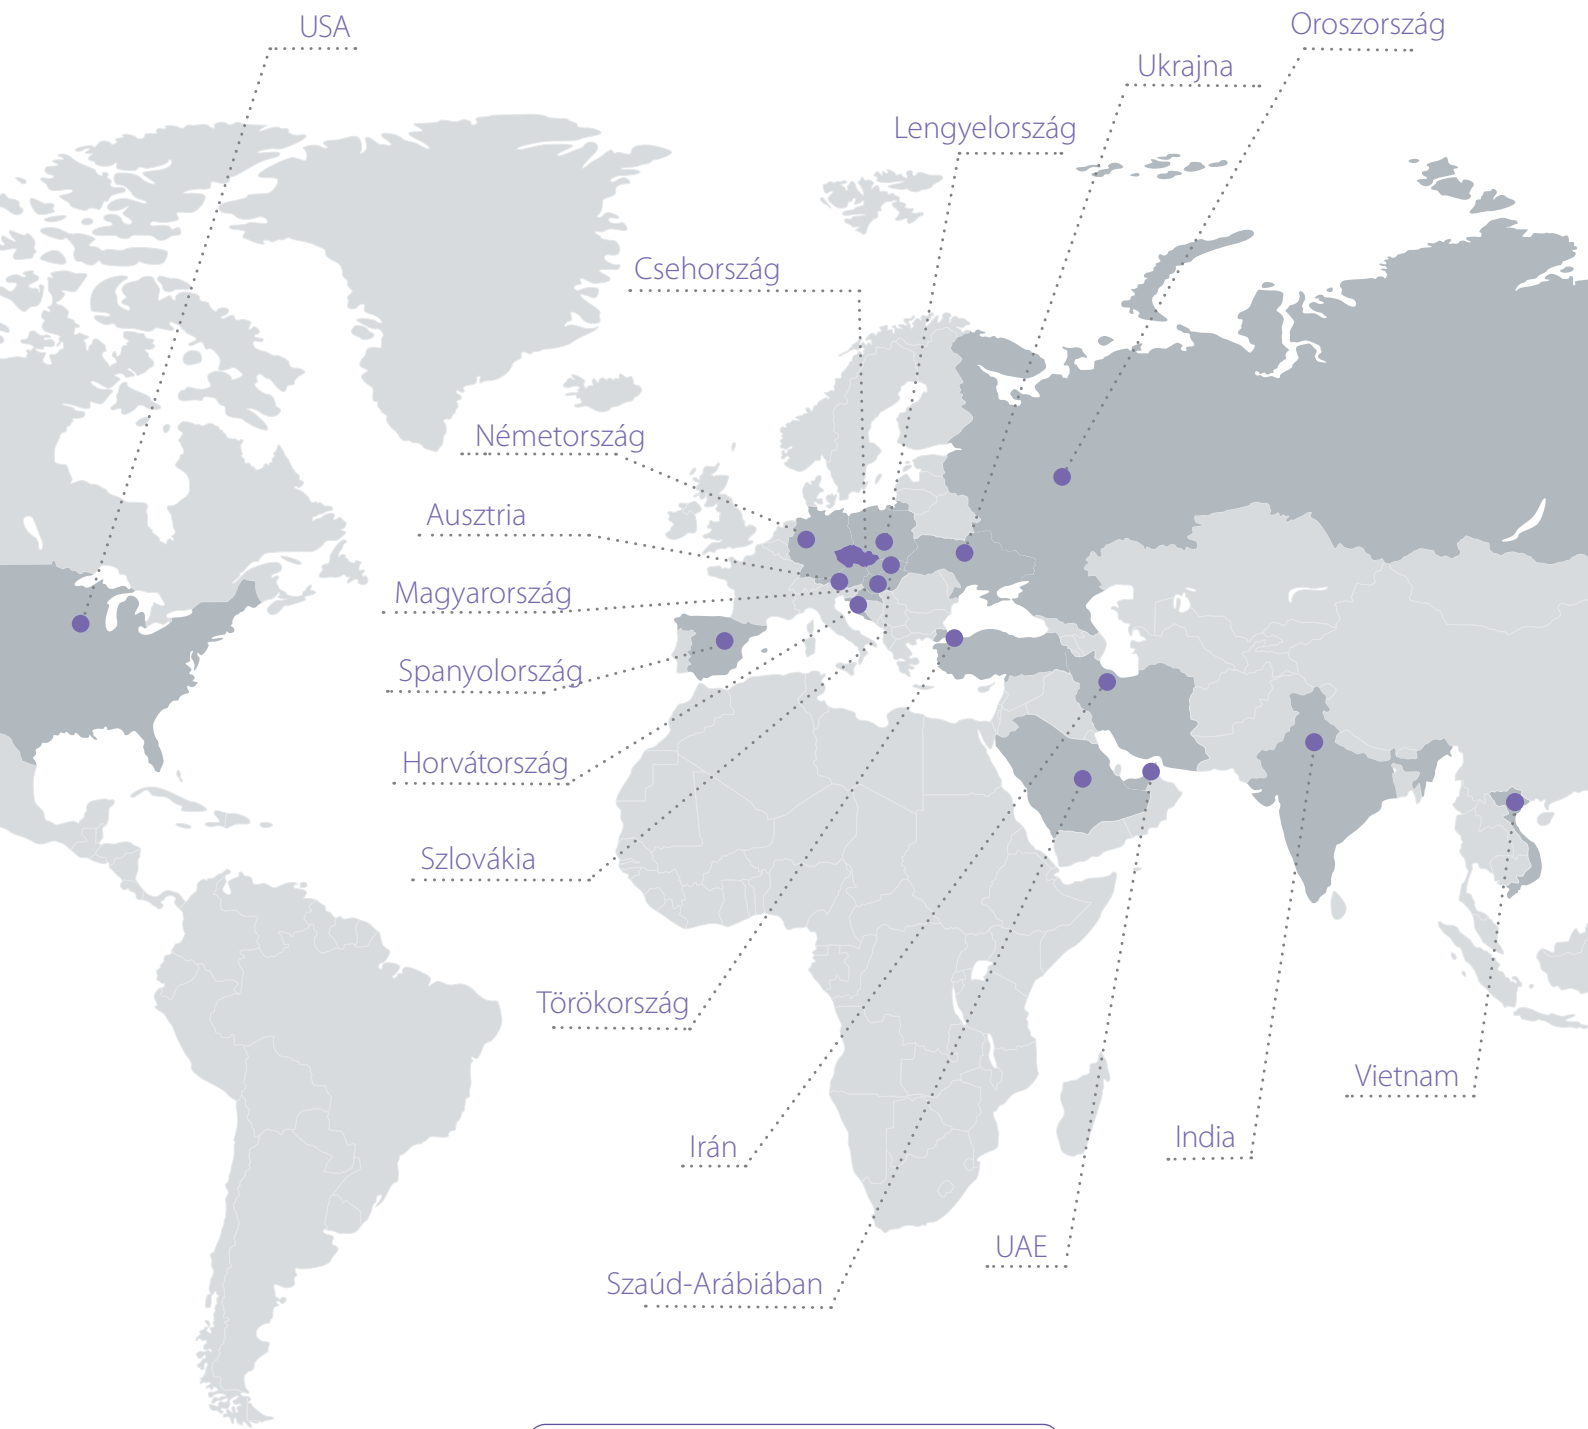 USA
Oroszország
Ukrajna
Lengyelország
Csehország
Németország
Ausztria
Magyarország
Spanyolország
Horvátország
Szlovákia
Törökország
Vietnam
India
Irán
UAE
Szaúd-Arábiában